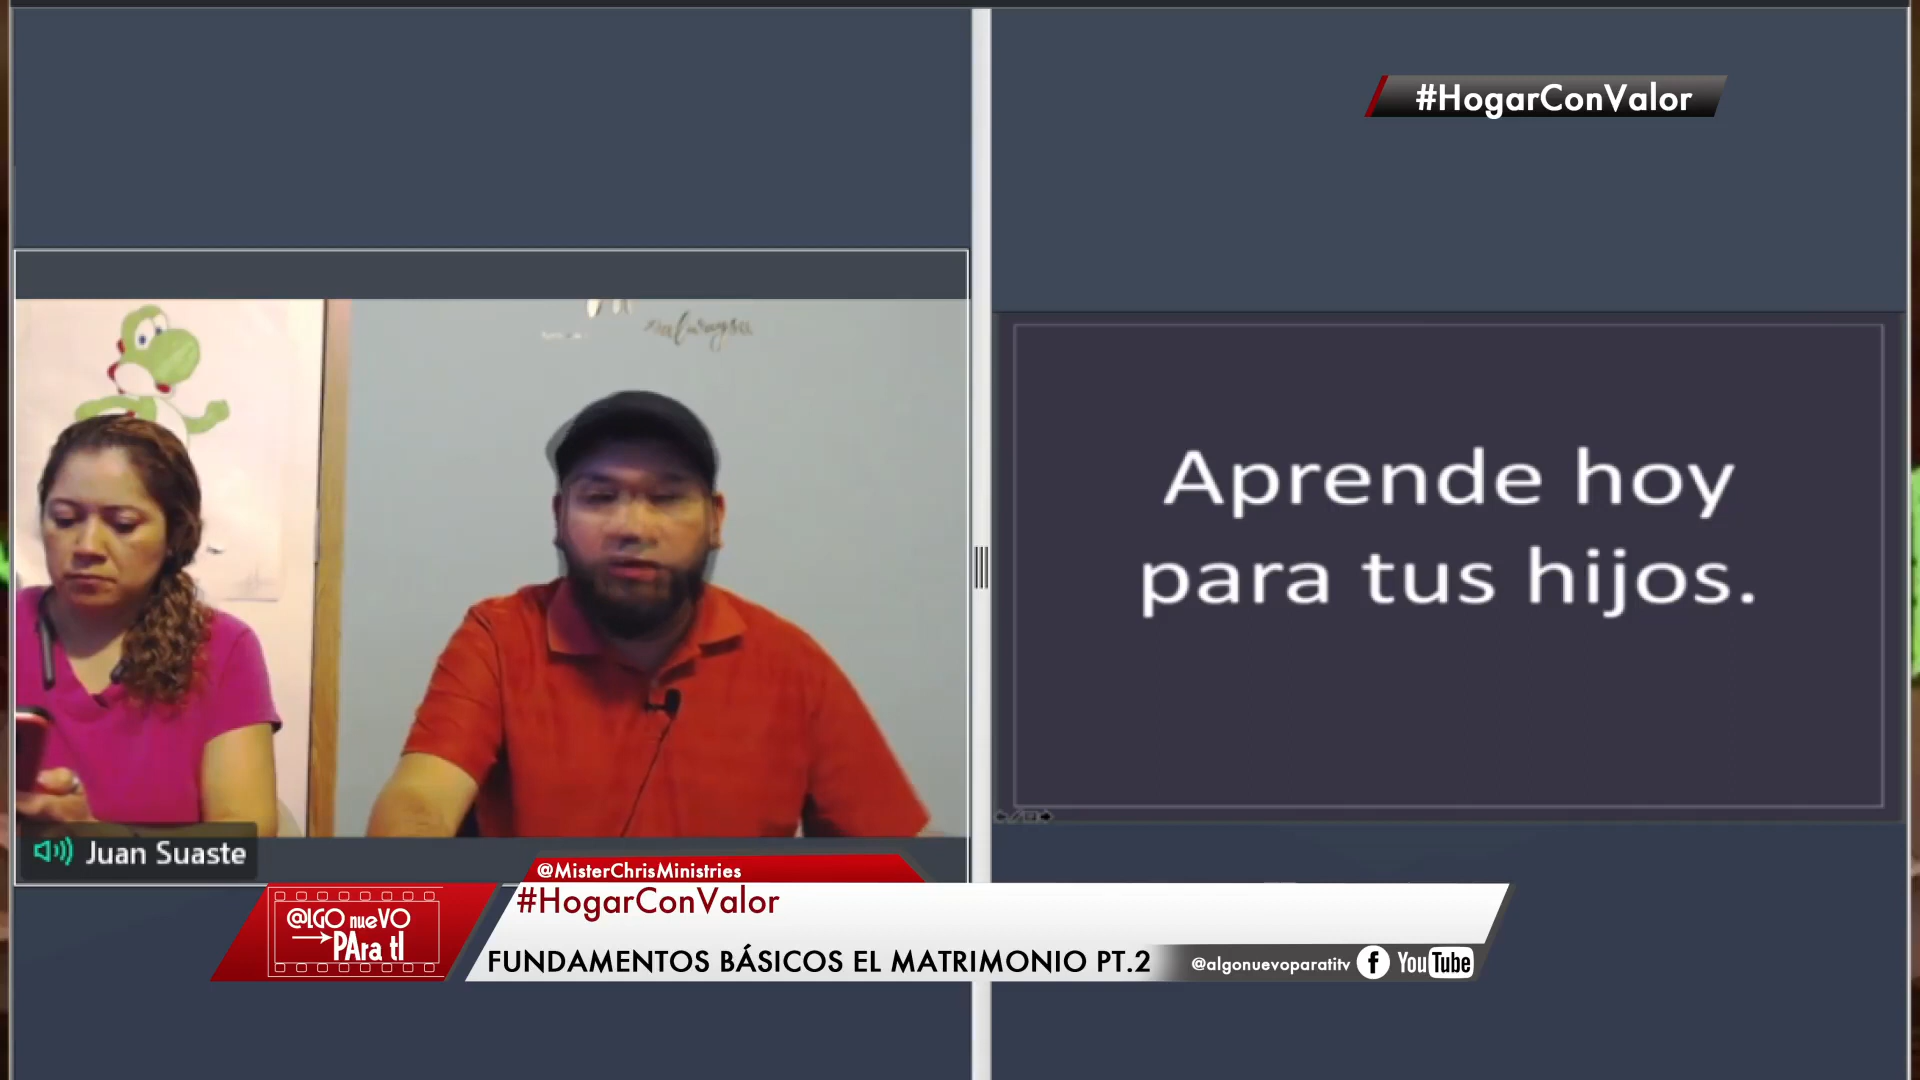 #HogarConValor
always
Aprende hoy
para tus hijos.
Juan Suaste
@MisterChrisMinistries
#HogarConValor
@LGO nueVO
PAra tI
FUNDAMENTOS BÁSICOS EL MATRIMONIO PT.2
@algonuevoparatitv f YouTube